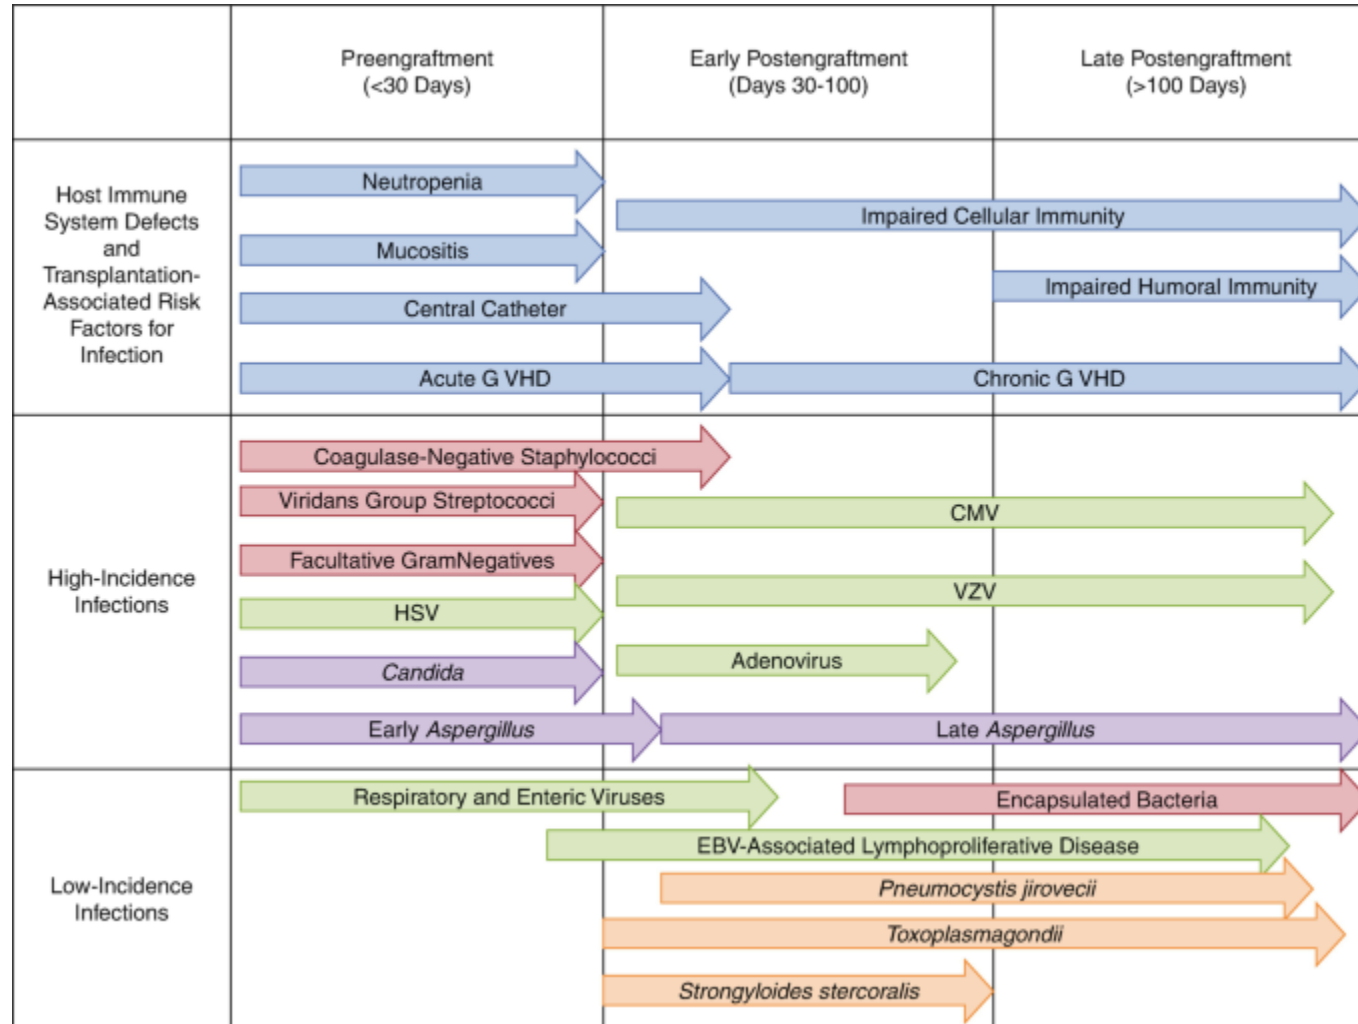 Preengraftment
(<30 Days)
Early Postengraftment
(Days 30-100)
Late Postengraftment
(>100 Days)
Host Immune
System Defects
and
Transplantation-
Associated Risk
Factors for
Infection
Neutropenia
Mucositis
Central Catheter
Acute G VHD
Impaired Cellular Immunity
Impaired Humoral Immunity
Chronic G VHD
High-Incidence
Infections
Coagulase-Negative Staphylococci
Viridans Group Streptococci
Facultative GramNegatives
HSV
Candida
Early Aspergillus
CMV
VZV
Adenovirus
Late Aspergillus
Low-Incidence
Infections
Respiratory and Enteric Viruses
Encapsulated Bacteria
EBV-Associated Lymphoproliferative Disease
Pneumocystis jirovecii
Toxoplasmagondii
Strongyloides stercoralis